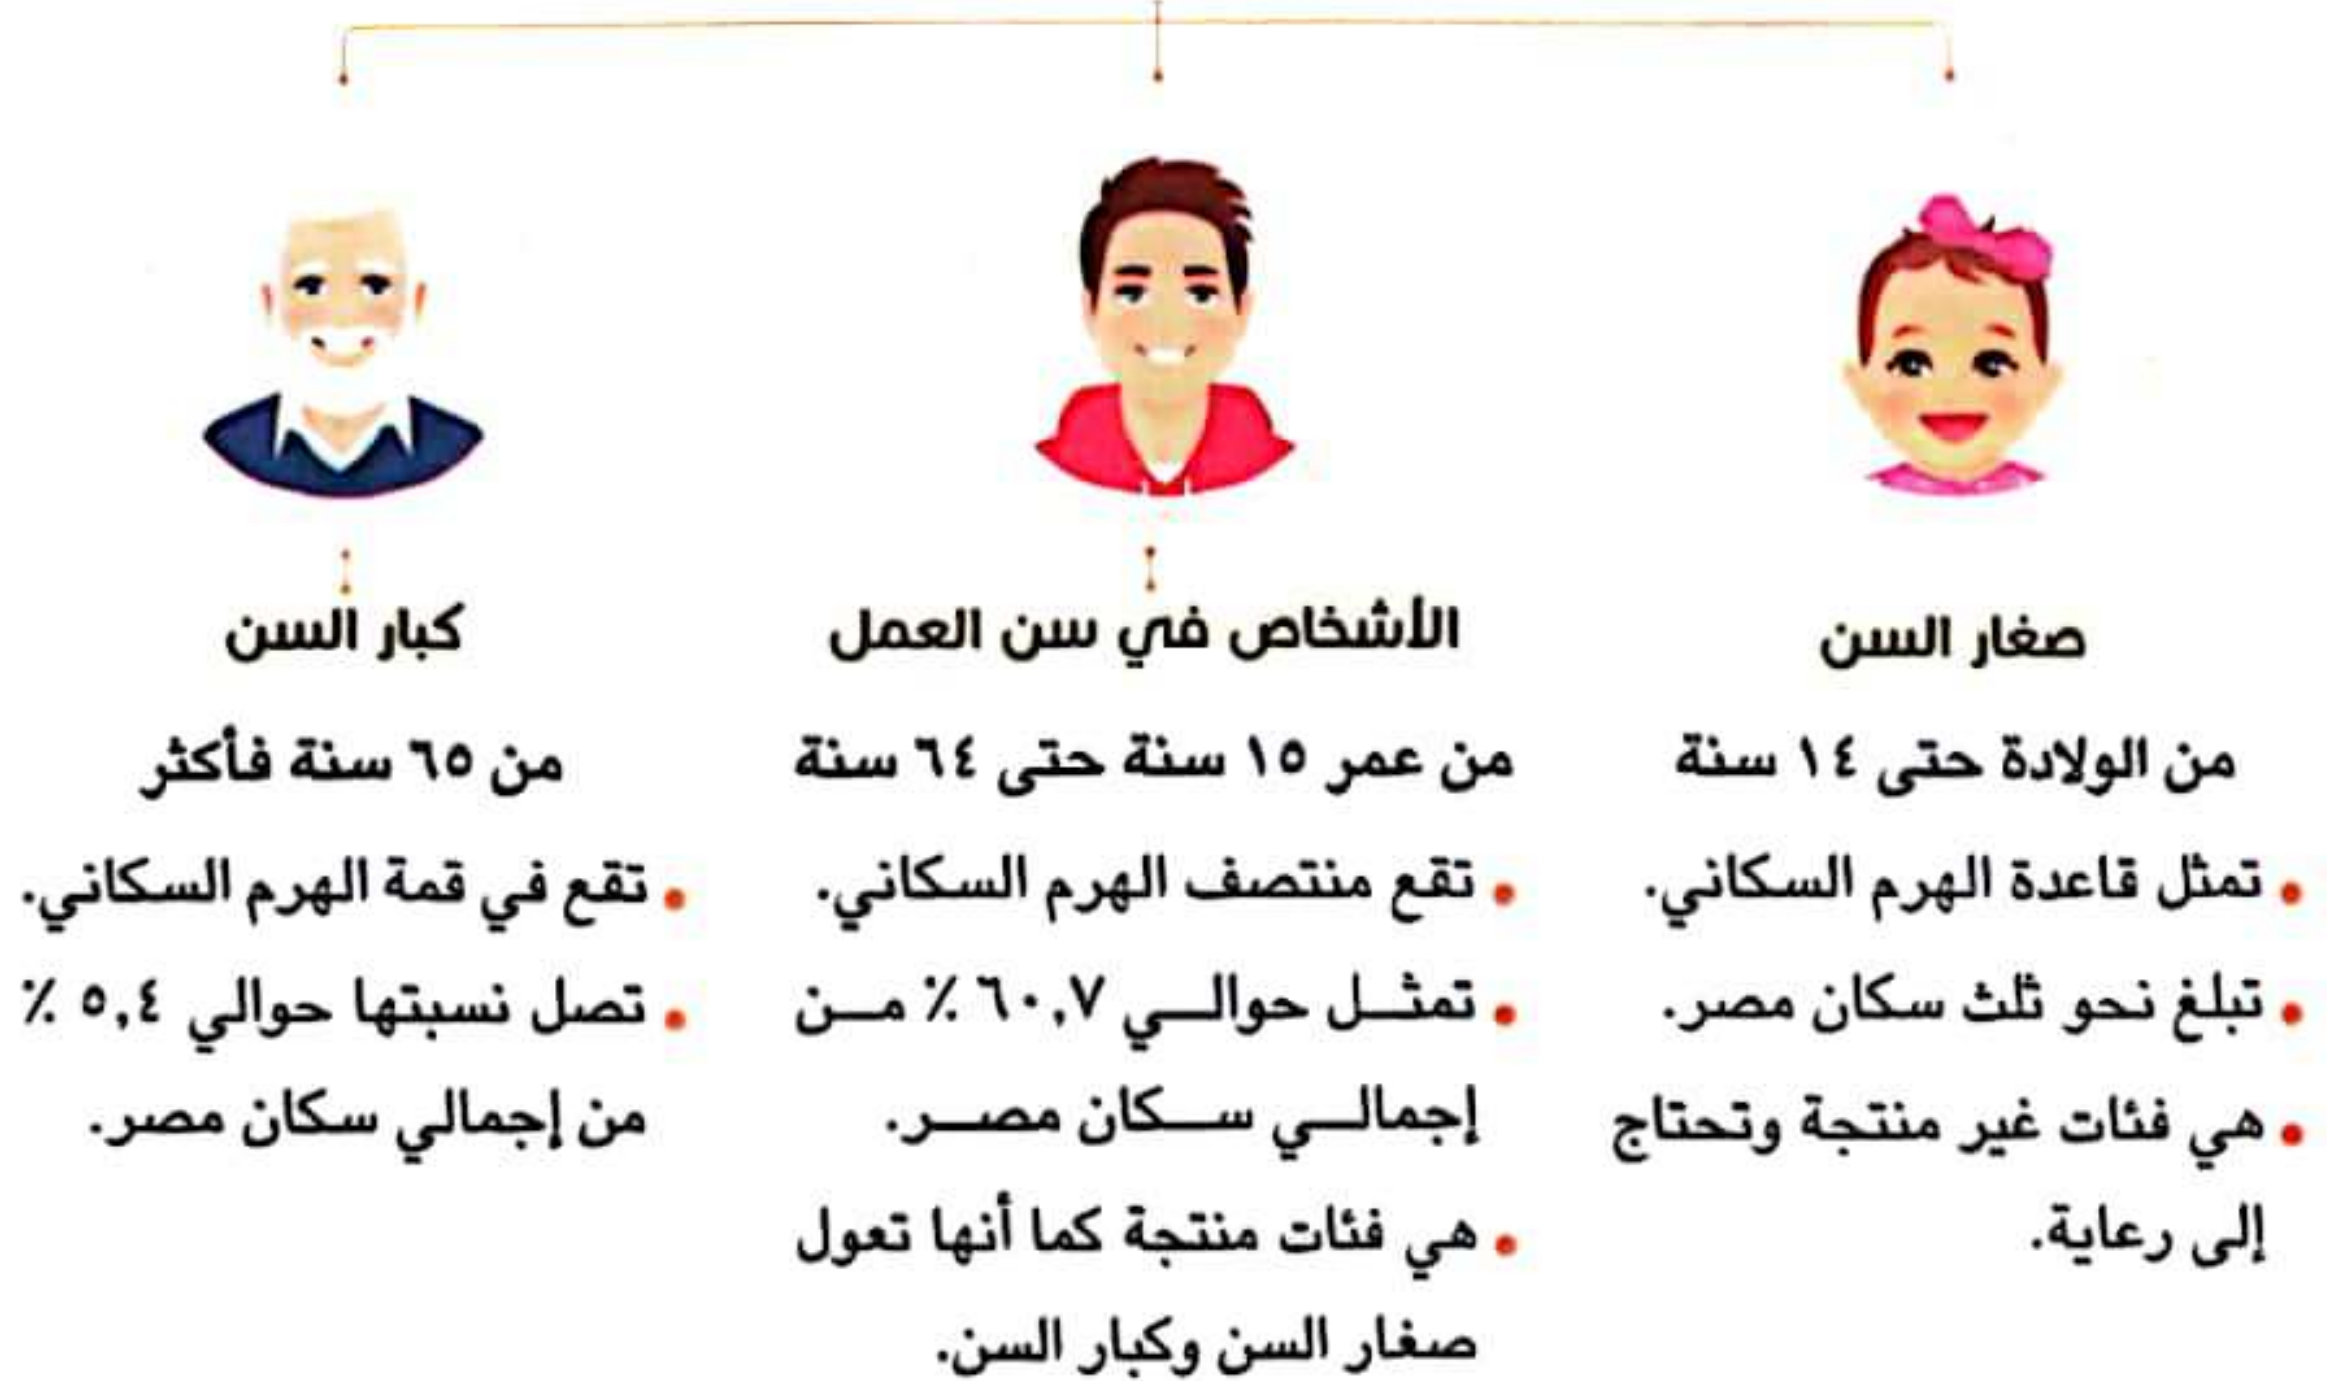 صغار السن
من الولادة حتى ١٤ سنة
• تمثل قاعدة الهرم السكاني.
• تبلغ نحو ثلث سكان مصر.
• هي فئات غير منتجة وتحتاج
إلى رعاية.
الأشخاص في سن العمل
من عمر ١٥ سنة حتى ٦٤ سنة
• تقع منتصف الهرم السكاني.
• تمثل حوالي ٦٠,٧ ٪ من
إجمالي سكان مصر.
• هي فئات منتجة كما أنها تعول
صغار السن وكبار السن.
كبار السن
من ٦٥ سنة فأكثر
• تقع في قمة الهرم السكاني.
• تصل نسبتها حوالي ٥,٤ ٪
من إجمالي سكان مصر.